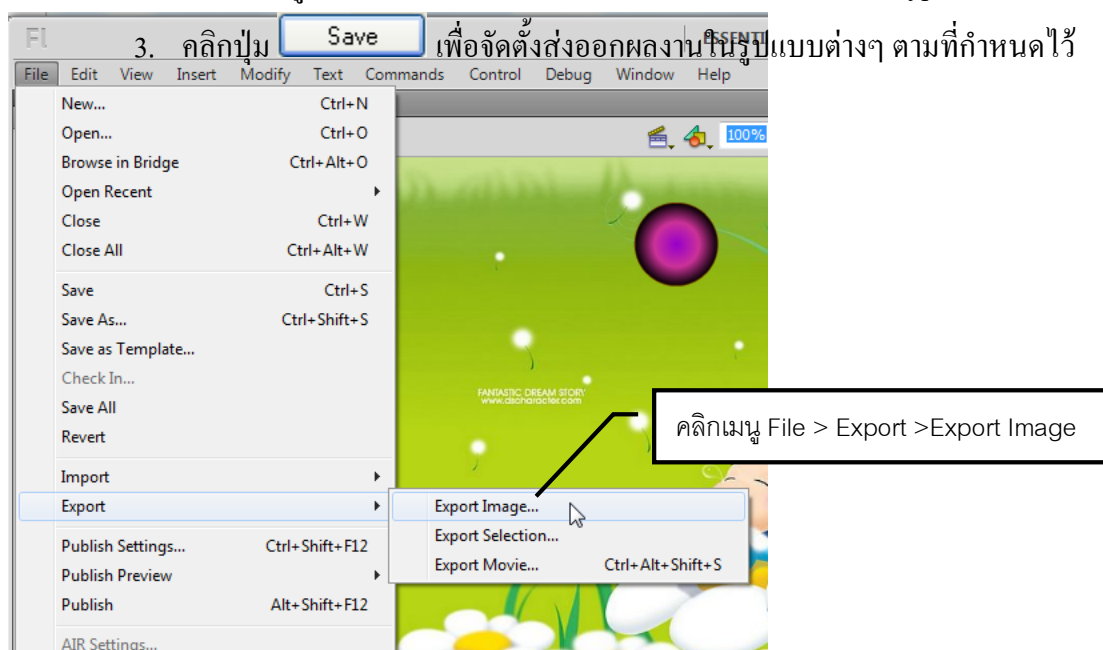 Fl
3. คลิกปุ่ม Save เพื่อจัดตั้งส่งออกผลงานในรูปแบบต่างๆ ตามที่กำหนดไว้
File Edit View Insert Modify Text Commands Control Debug Window Help
New... Ctrl+N
Open... Ctrl+O
100%
Browse in Bridge Ctrl+Alt+O
Open Recent
Close Ctrl+W
Close All Ctrl+Alt+W
Save Ctrl+S
Save As... Ctrl+Shift+S
Save as Template...
Check In...
FANTASTIC DREAM STORY
www.dscharacter.com
Save All
Revert
คลิกเมนู File > Export >Export Image
Import
Export
Export Image...
Export Selection...
Export Movie... Ctrl+Alt+Shift+S
Publish Settings... Ctrl+Shift+F12
Publish Preview
Publish Alt+Shift+F12
AIR Settings...